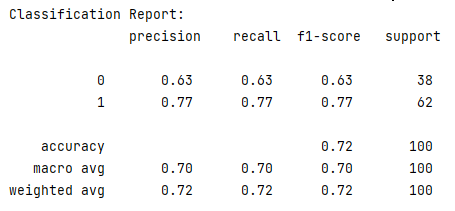 Classification Report:
precision recall f1-score support
0 0.63 0.63 0.63 38
1 0.77 0.77 0.77 62
accuracy 0.72 100
macro avg 0.70 0.70 0.70 100
weighted avg 0.72 0.72 0.72 100